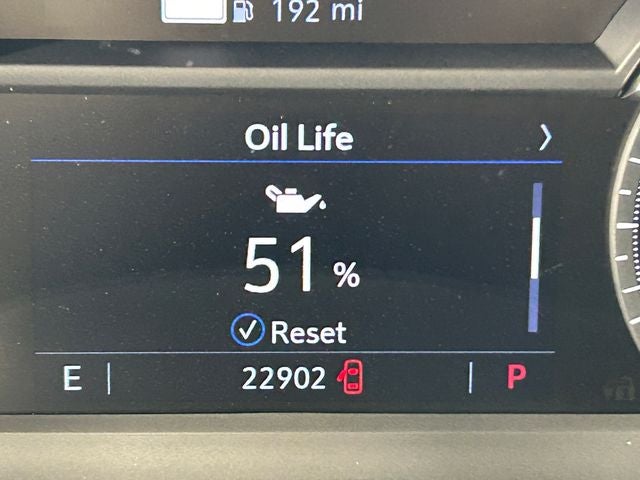 192 mi
Oil Life
51 %
Reset
E 22902 P